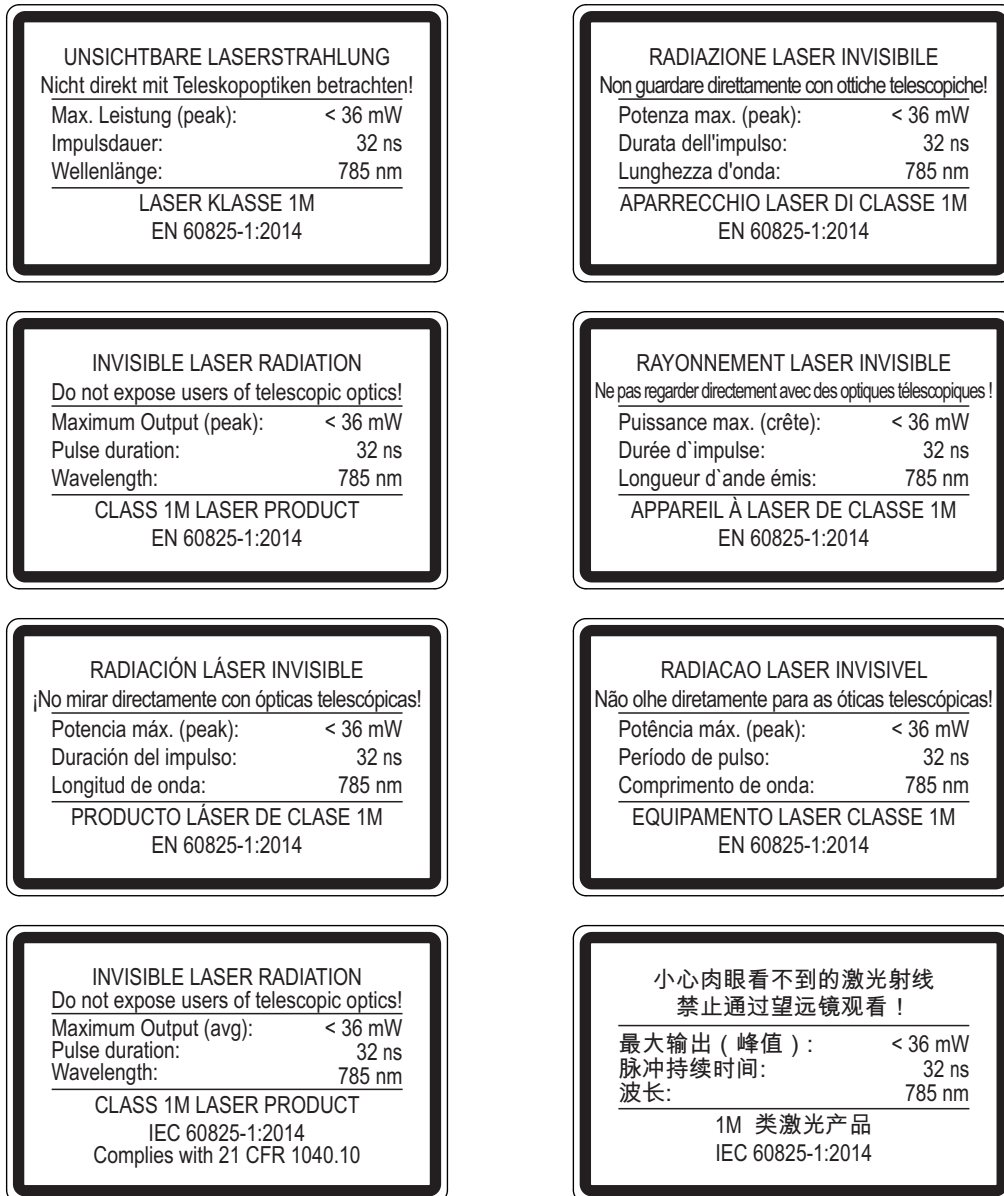 UNSICHTBARE LASERSTRAHLUNG
Nicht direkt mit Teleskopoptiken betrachten!
Max. Leistung (peak): < 36 mW
Impulsdauer: 32 ns
Wellenlänge: 785 nm
LASER KLASSE 1M
EN 60825-1:2014
RADIAZIONE LASER INVISIBILE
Non guardare direttamente con ottiche telescopiche!
Potenza max. (peak): < 36 mW
Durata dell'impulso: 32 ns
Lunghezza d'onda: 785 nm
APARRECCHIO LASER DI CLASSE 1M
EN 60825-1:2014
INVISIBLE LASER RADIATION
Do not expose users of telescopic optics!
Maximum Output (peak): < 36 mW
Pulse duration: 32 ns
Wavelength: 785 nm
CLASS 1M LASER PRODUCT
EN 60825-1:2014
RAYONNEMENT LASER INVISIBLE
Ne pas regarder directement avec des optiques télescopiques !
Puissance max. (crête): < 36 mW
Durée d`impulse: 32 ns
Longueur d`ande émis: 785 nm
APPAREIL À LASER DE CLASSE 1M
EN 60825-1:2014
RADIACIÓN LÁSER INVISIBLE
¡No mirar directamente con ópticas telescópicas!
Potencia máx. (peak): < 36 mW
Duración del impulso: 32 ns
Longitud de onda: 785 nm
PRODUCTO LÁSER DE CLASE 1M
EN 60825-1:2014
RADIACAO LASER INVISIVEL
Não olhe diretamente para as óticas telescópicas!
Potência máx. (peak): < 36 mW
Período de pulso: 32 ns
Comprimento de onda: 785 nm
EQUIPAMENTO LASER CLASSE 1M
EN 60825-1:2014
INVISIBLE LASER RADIATION
Do not expose users of telescopic optics!
Maximum Output (avg): < 36 mW
Pulse duration: 32 ns
Wavelength: 785 nm
CLASS 1M LASER PRODUCT
IEC 60825-1:2014
Complies with 21 CFR 1040.10
小心肉眼看不到的激光射线
禁止通过望远镜观看！
最大输出（峰值）: < 36 mW
脉冲持续时间: 32 ns
波长: 785 nm
1M 类激光产品
IEC 60825-1:2014